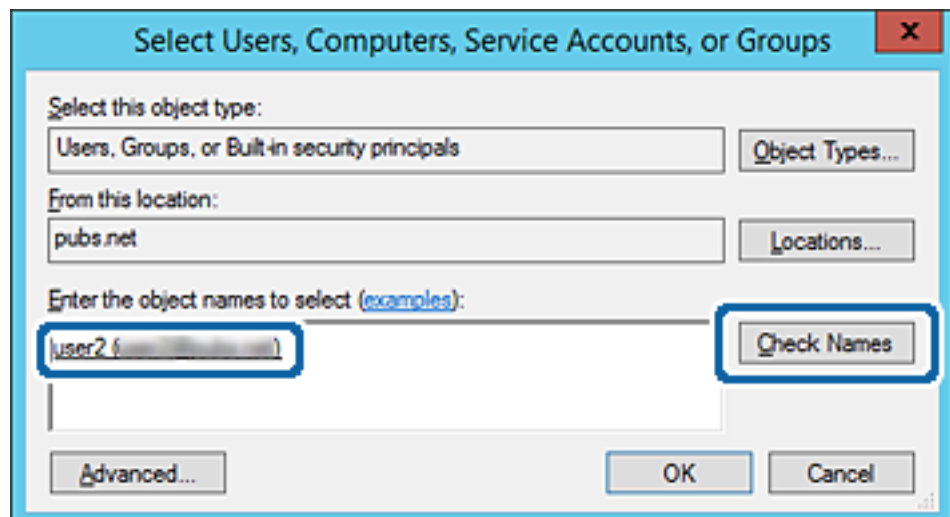 Select Users, Computers, Service Accounts, or Groups
x
Select this object type:
Users, Groups, or Built-in security principals
Object Types...
From this location:
pubs.net
Locations...
Enter the object names to select (examples):
user2 ( )
Check Names
Advanced...
OK
Cancel